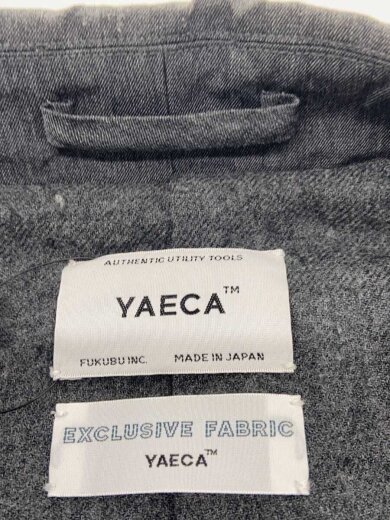 AUTHENTIC UTILITY TOOLS
YAECA™
FUKUBU INC. MADE IN JAPAN
EXCLUSIVE FABRIC
YAECA™